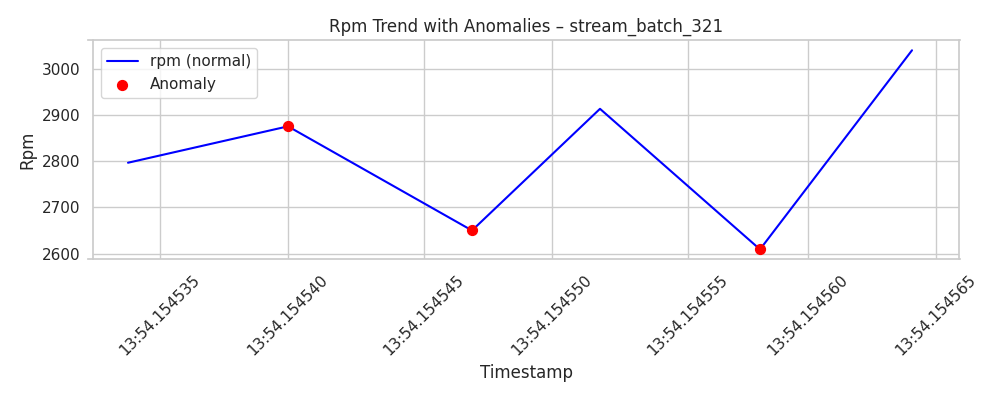 Rpm Trend with Anomalies – stream_batch_321
rpm (normal)
Anomaly
Rpm
3000
2900
2800
2700
2600
13:54.154535
13:54.154540
13:54.154545
13:54.154550
13:54.154555
13:54.154560
13:54.154565
Timestamp